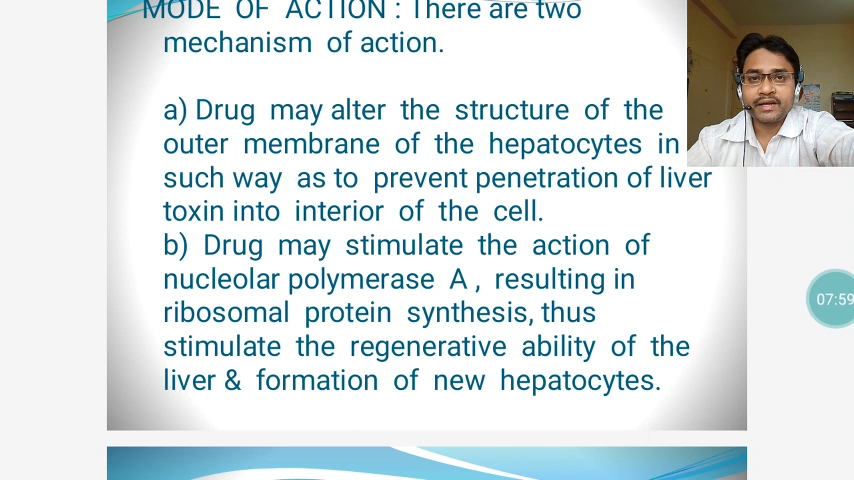 MODE OF ACTION : There are two
mechanism of action.
a) Drug may alter the structure of the
outer membrane of the hepatocytes in
such way as to prevent penetration of liver
toxin into interior of the cell.
b) Drug may stimulate the action of
nucleolar polymerase A , resulting in
ribosomal protein synthesis, thus
stimulate the regenerative ability of the
liver & formation of new hepatocytes.
07:59